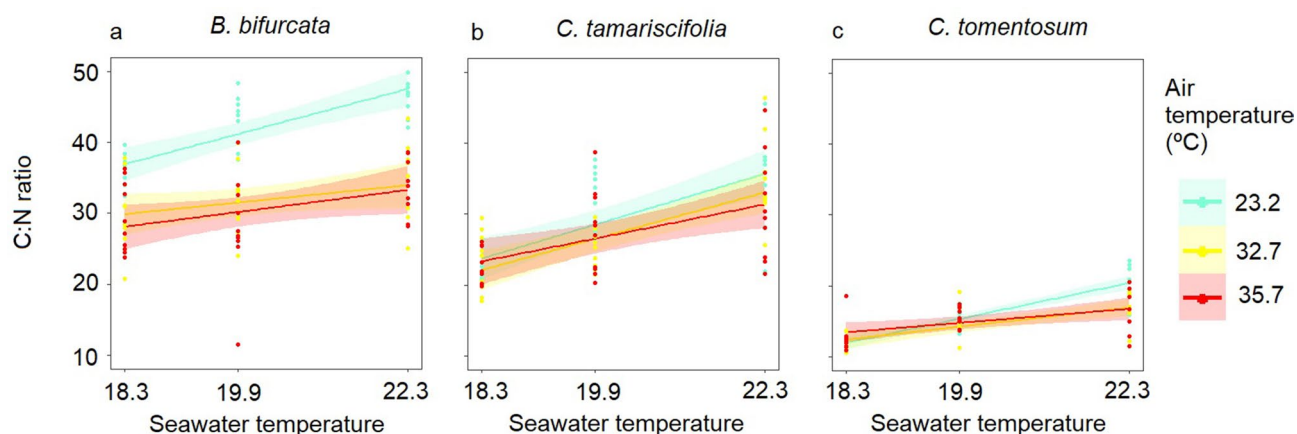 a B. bifurcata
b C. tamariscifolia
c C. tomentosum
C:N ratio
50
40
30
20
10
18.3 19.9 22.3
18.3 19.9 22.3
18.3 19.9 22.3
Seawater temperature
Seawater temperature
Seawater temperature
Air
temperature
(ºC)
23.2
32.7
35.7